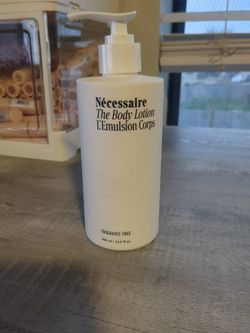 Nécessaire
The Body Lotion
L'Emulsion Corps
FRAGRANCE FREE